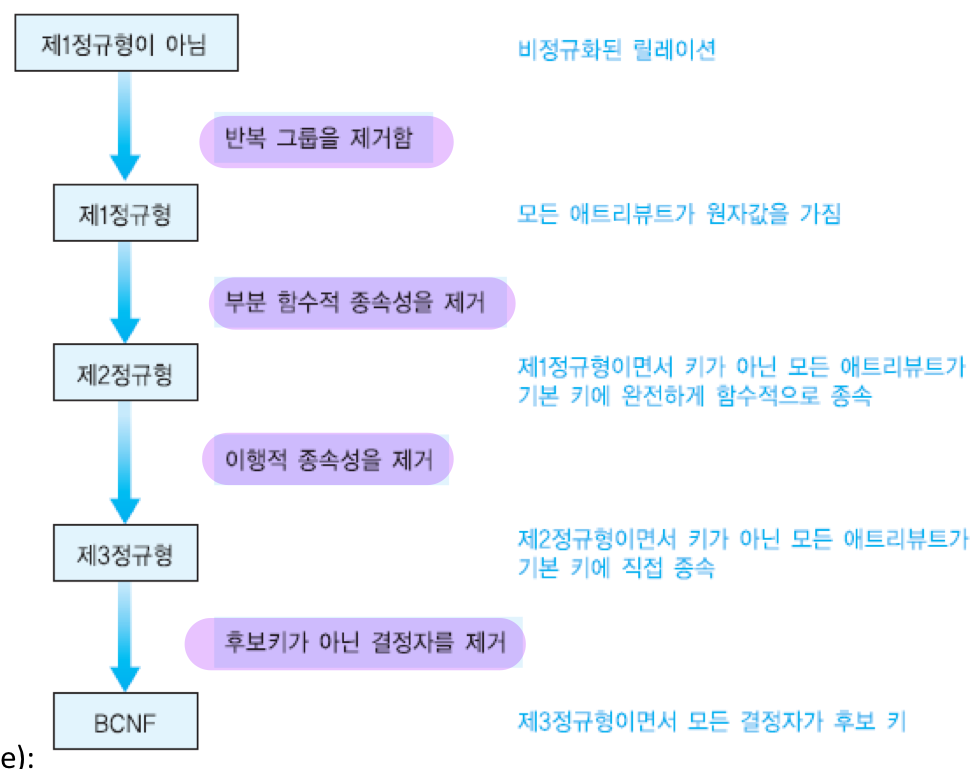 제1정규형이 아님
비정규화된 릴레이션
반복 그룹을 제거함
제1정규형
모든 애트리뷰트가 원자값을 가짐
부분 함수적 종속성을 제거
제2정규형
제1정규형이면서 키가 아닌 모든 애트리뷰트가
기본 키에 완전하게 함수적으로 종속
이행적 종속성을 제거
제3정규형
제2정규형이면서 키가 아닌 모든 애트리뷰트가
기본 키에 직접 종속
후보키가 아닌 결정자를 제거
BCNF
제3정규형이면서 모든 결정자가 후보 키
e):